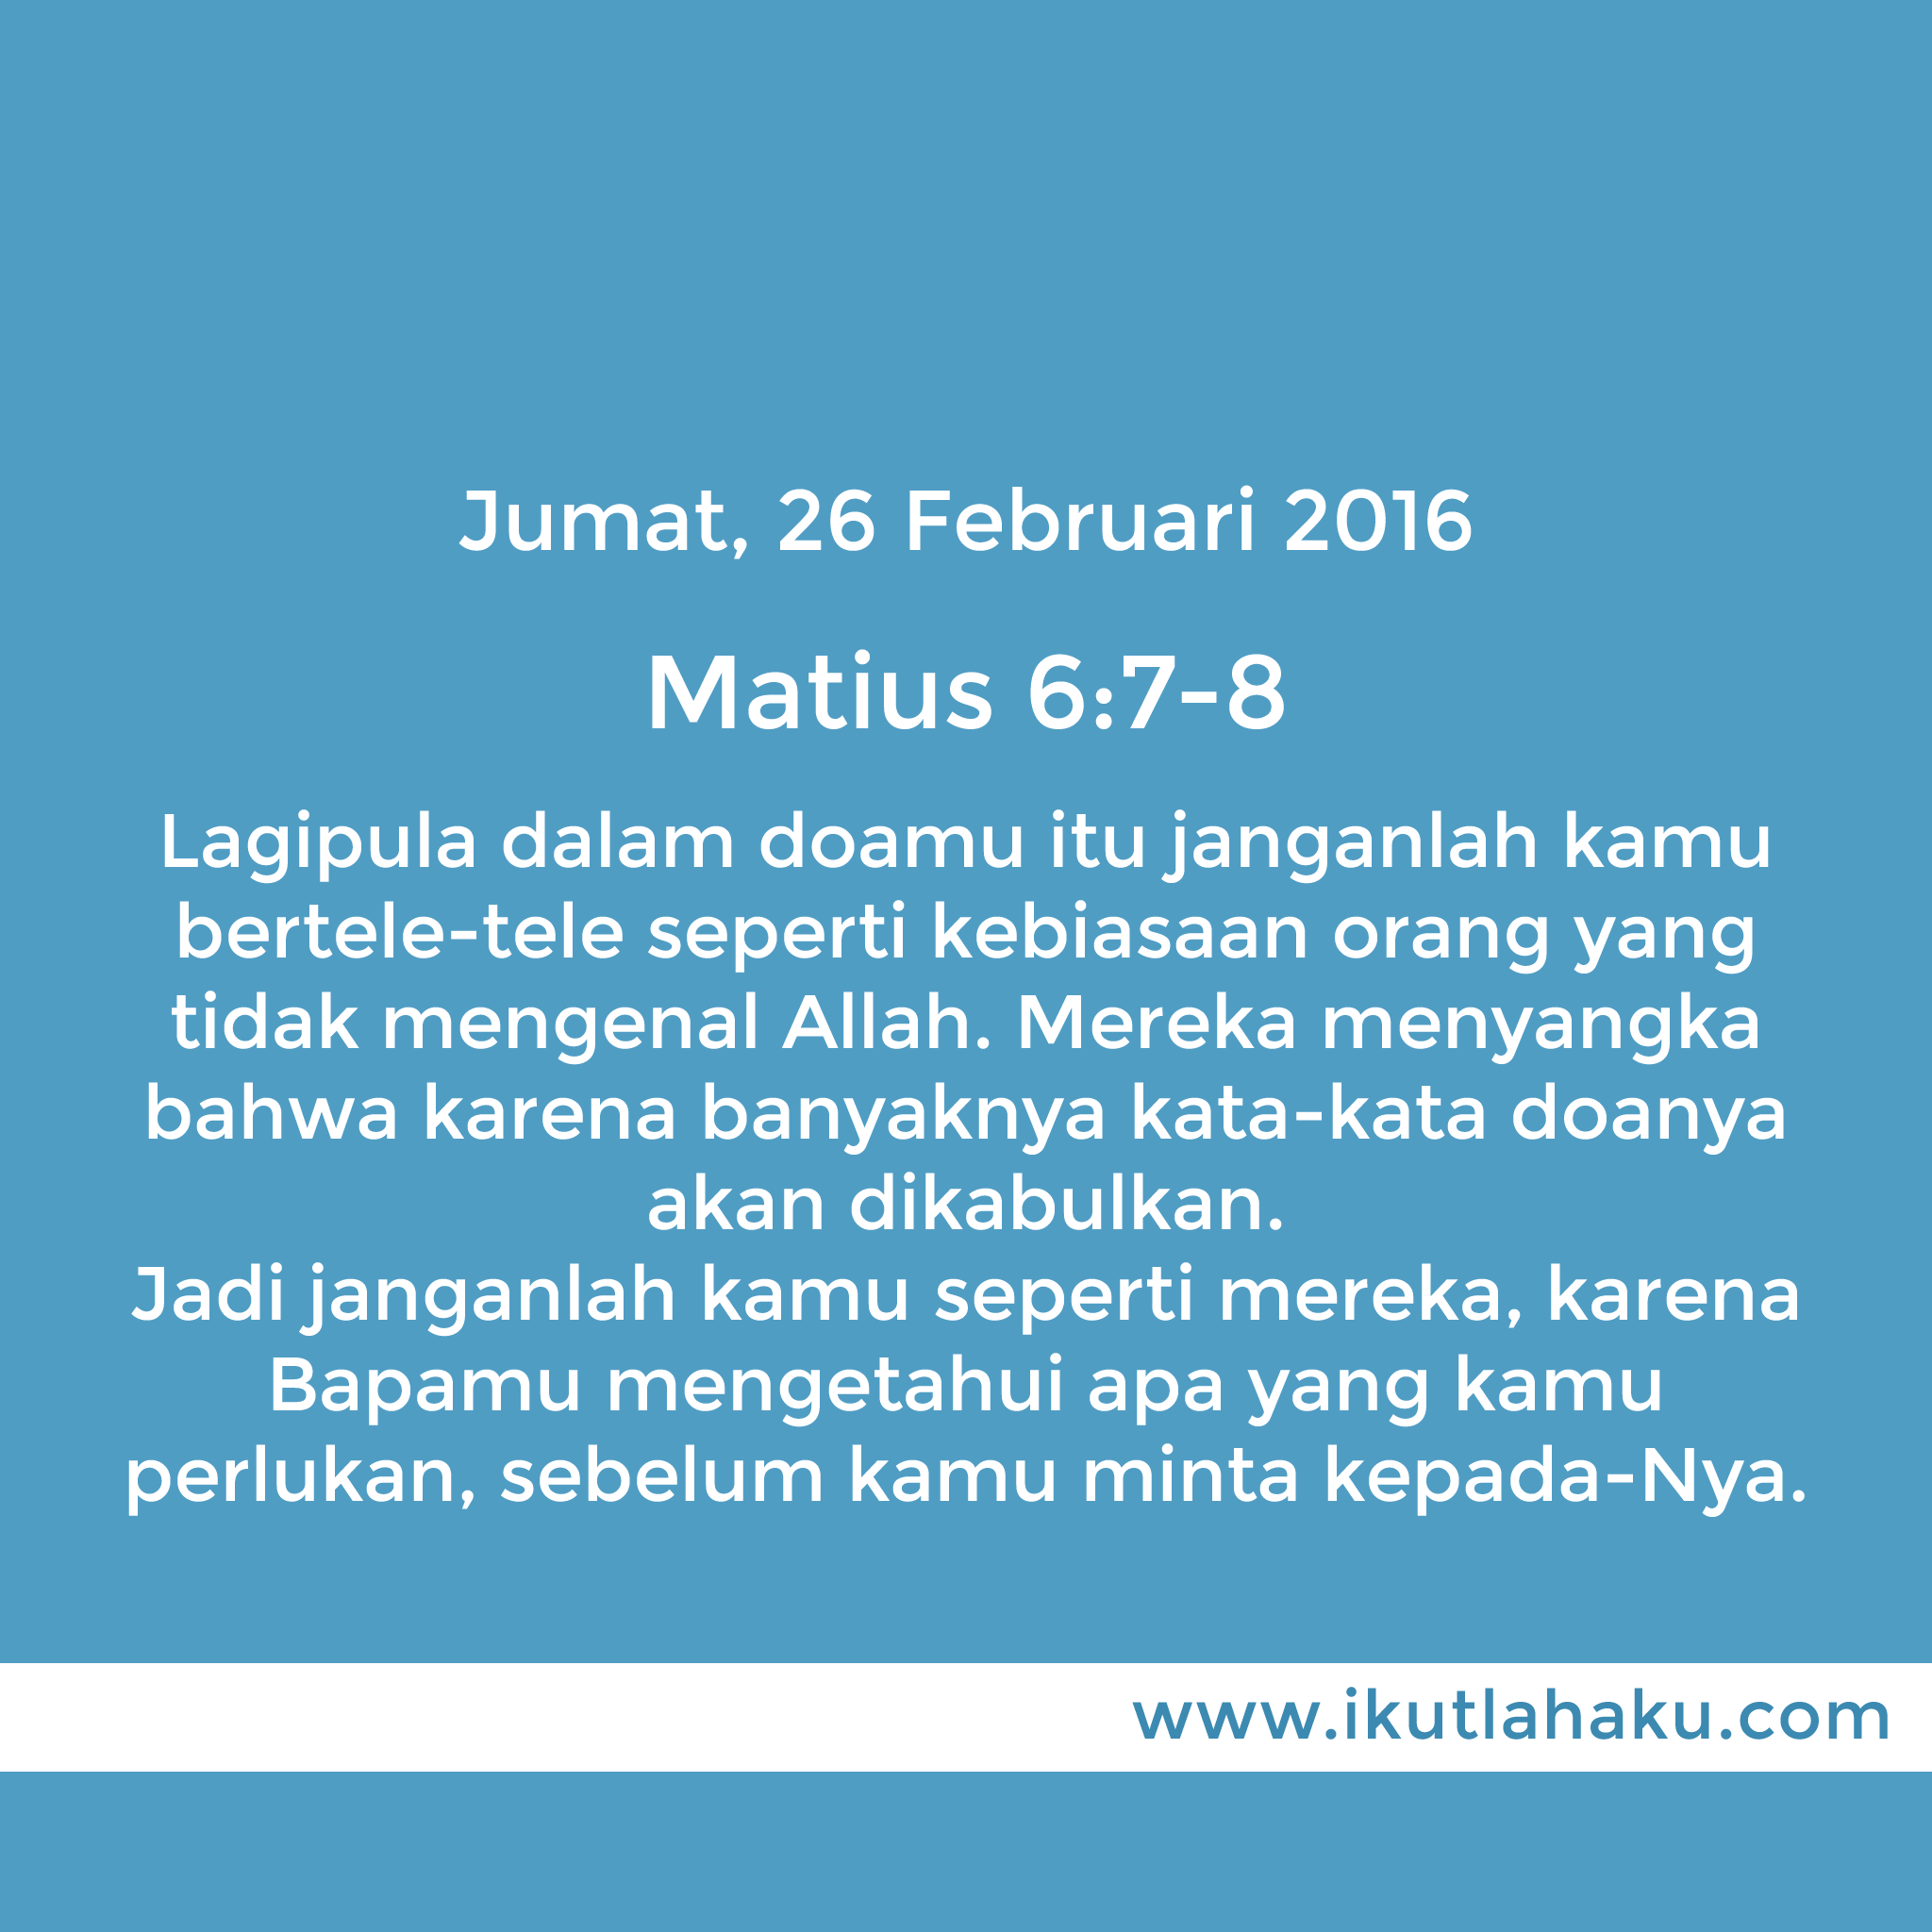 Jumat, 26 Februari 2016
Matius 6:7-8
Lagipula dalam doamu itu janganlah kamu
bertele-tele seperti kebiasaan orang yang
tidak mengenal Allah. Mereka menyangka
bahwa karena banyaknya kata-kata doanya
akan dikabulkan.
Jadi janganlah kamu seperti mereka, karena
Bapamu mengetahui apa yang kamu
perlukan, sebelum kamu minta kepada-Nya.
www.ikutlahaku.com